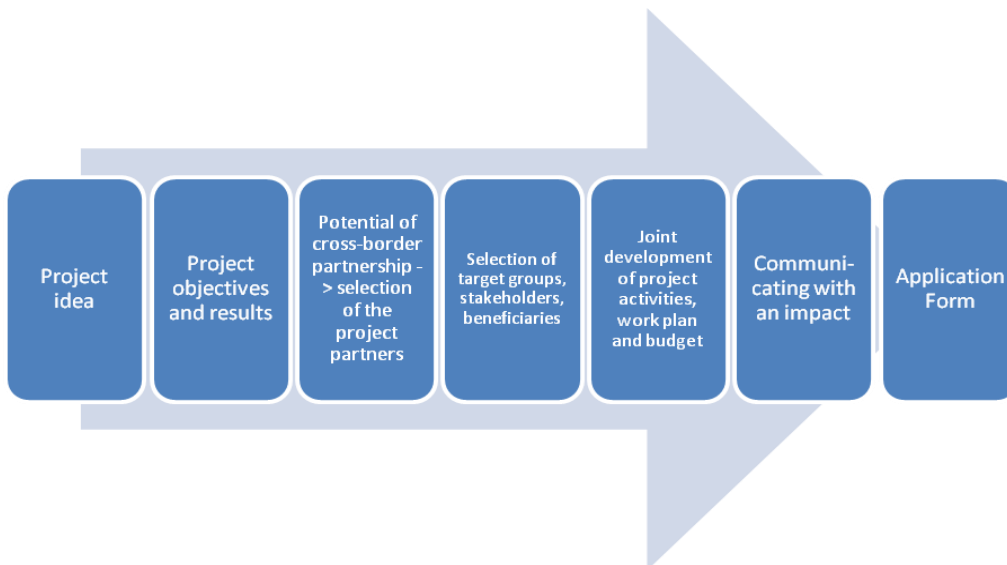 Project
idea
Project
objectives
and results
Potential of
cross-border
partnership -
> selection
of the
project
partners
Selection of
target groups,
stakeholders,
beneficiaries
Joint
development
of project
activities,
work plan
and budget
Communi-
cating with
an impact
Application
Form